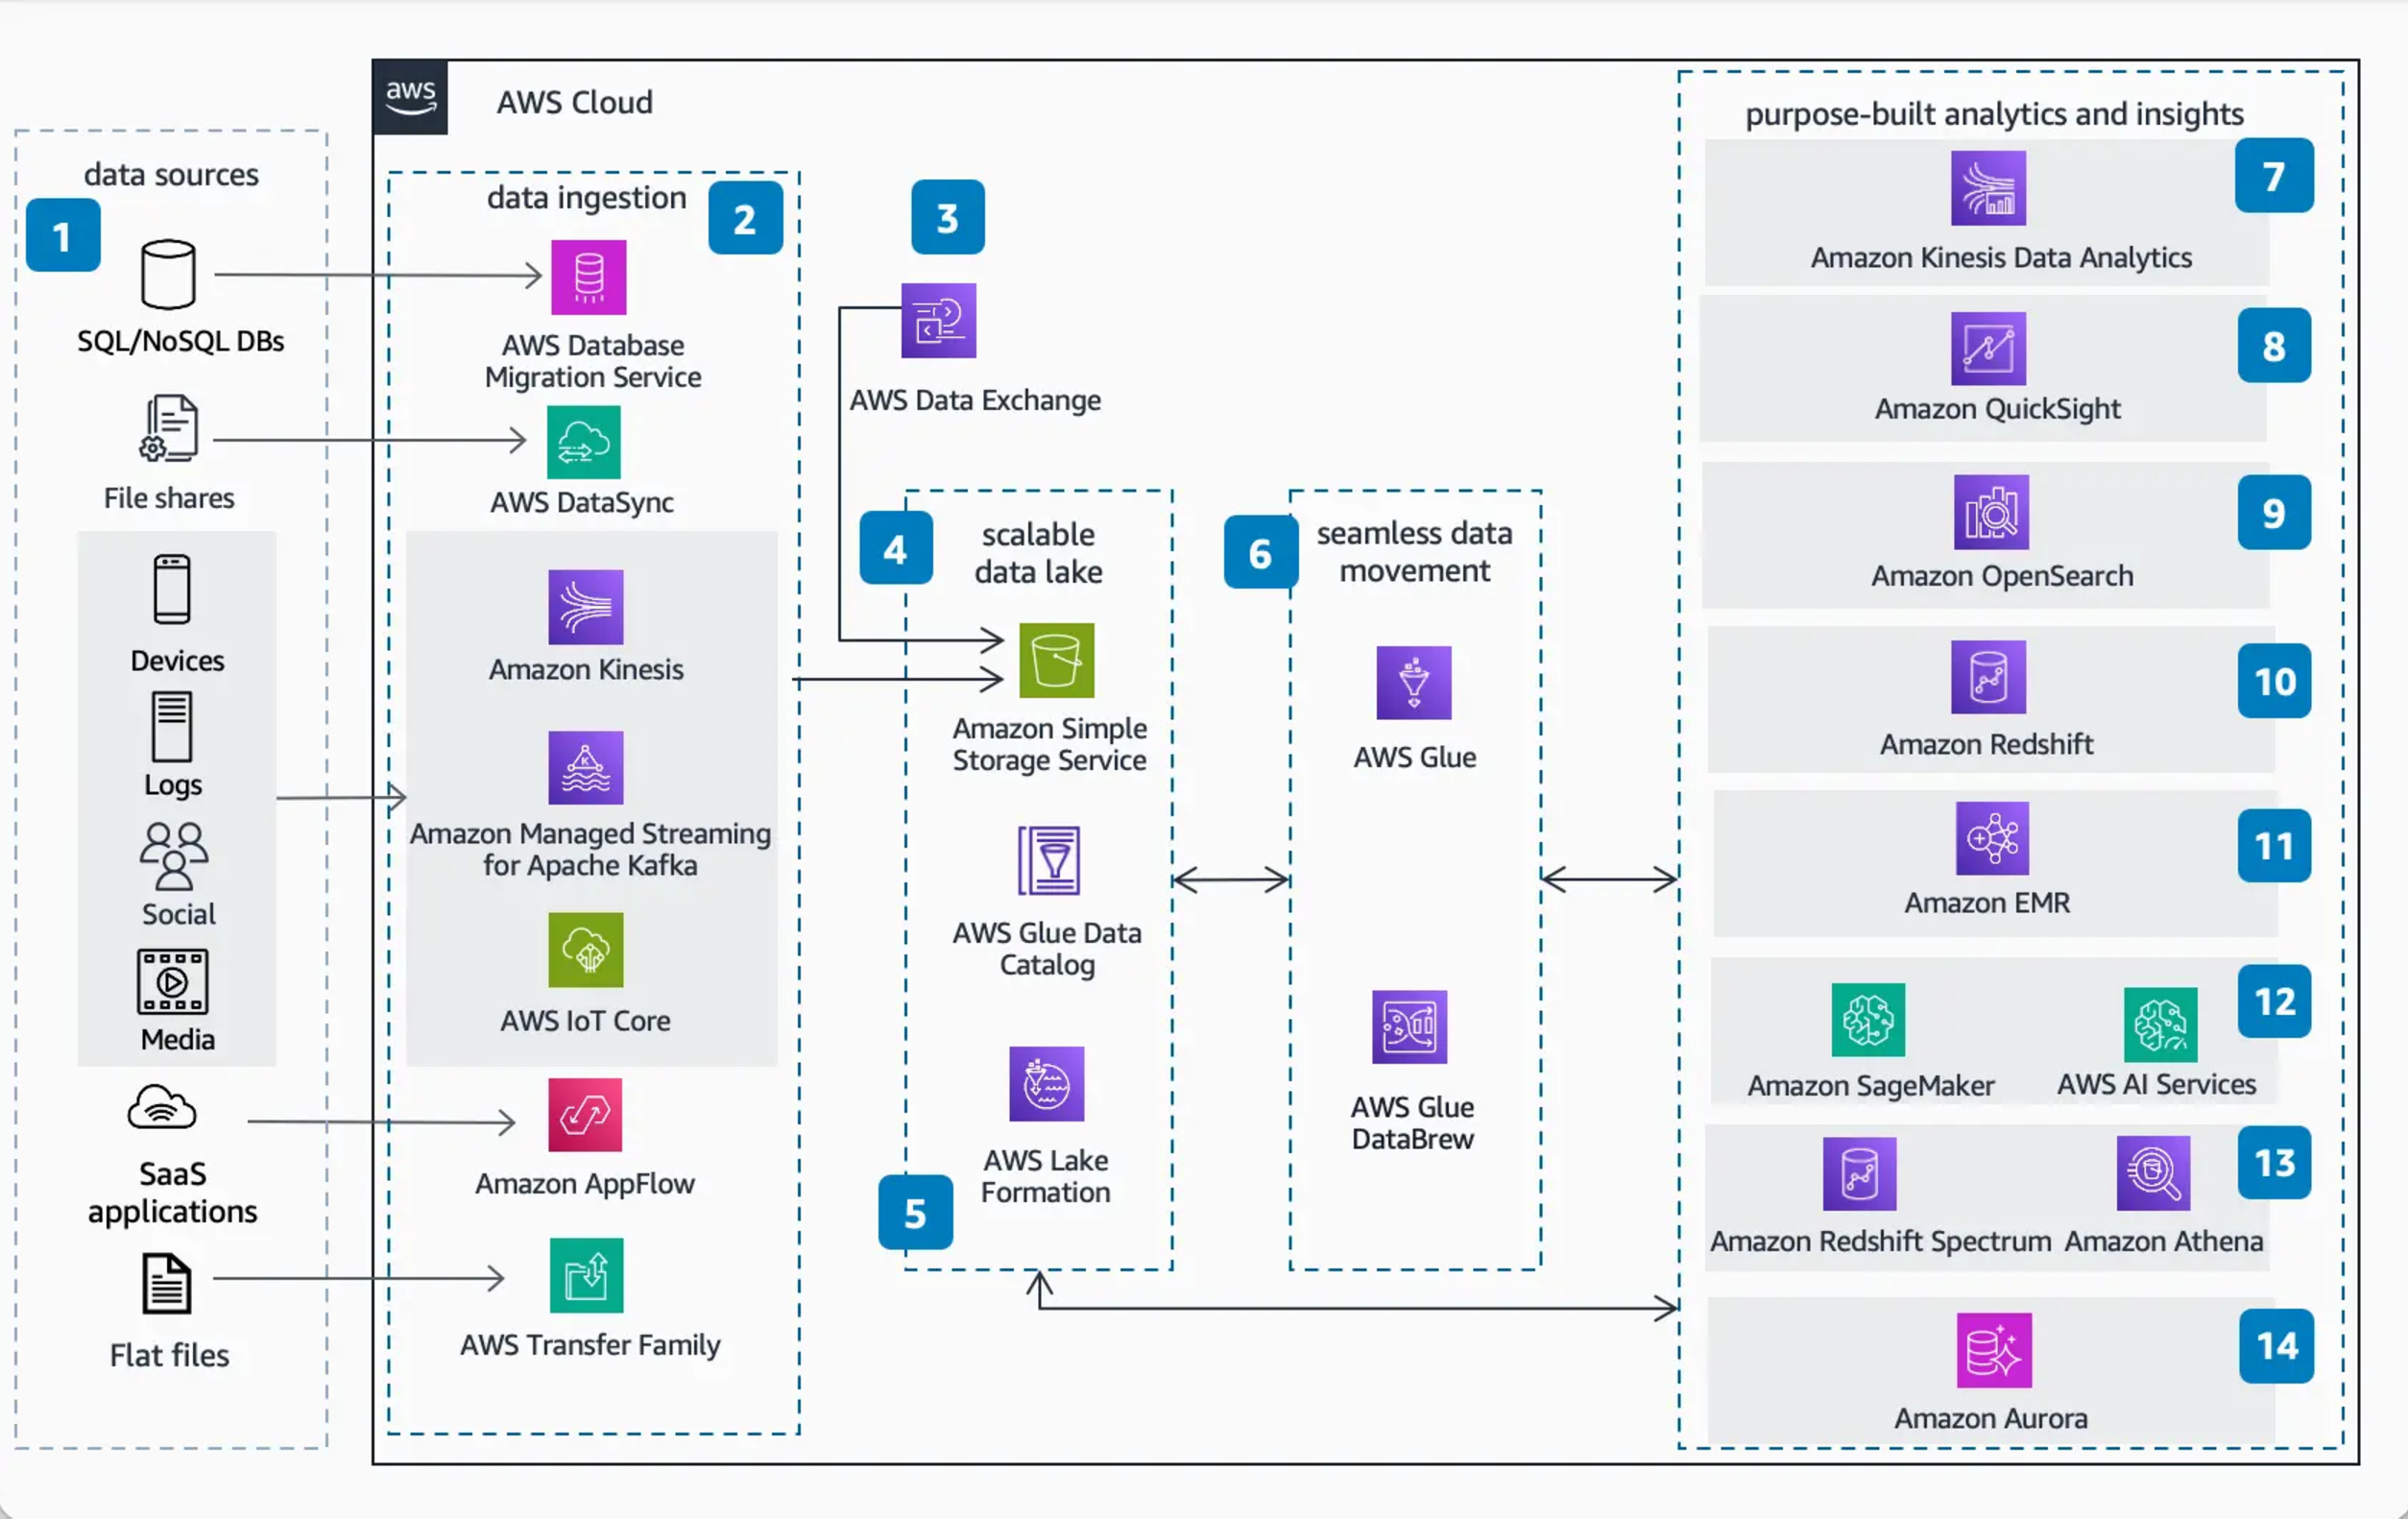 aws
AWS Cloud
data sources
1
SQL/NoSQL DBs
File shares
Devices
Logs
Social
Media
SaaS
applications
Flat files
data ingestion
2
AWS Database
Migration Service
AWS DataSync
Amazon Kinesis
K
Amazon Managed Streaming
for Apache Kafka
AWS IoT Core
Amazon AppFlow
AWS Transfer Family
3
AWS Data Exchange
4
scalable
data lake
Amazon Simple
Storage Service
AWS Glue Data
Catalog
AWS Lake
Formation
5
6
seamless data
movement
AWS Glue
AWS Glue
DataBrew
purpose-built analytics and insights
7
Amazon Kinesis Data Analytics
8
Amazon QuickSight
9
Amazon OpenSearch
10
Amazon Redshift
11
Amazon EMR
12
Amazon SageMaker
AWS AI Services
13
Amazon Redshift Spectrum
Amazon Athena
14
Amazon Aurora